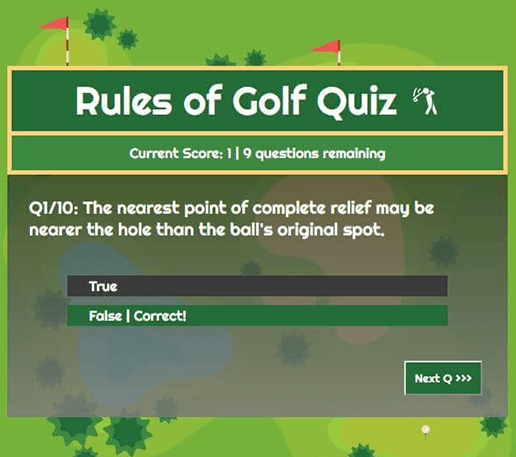 Rules of Golf Quiz
Current Score: 1 | 9 questions remaining
Q1/10: The nearest point of complete relief may be
nearer the hole than the ball's original spot.
True
False | Correct!
Next Q >>>